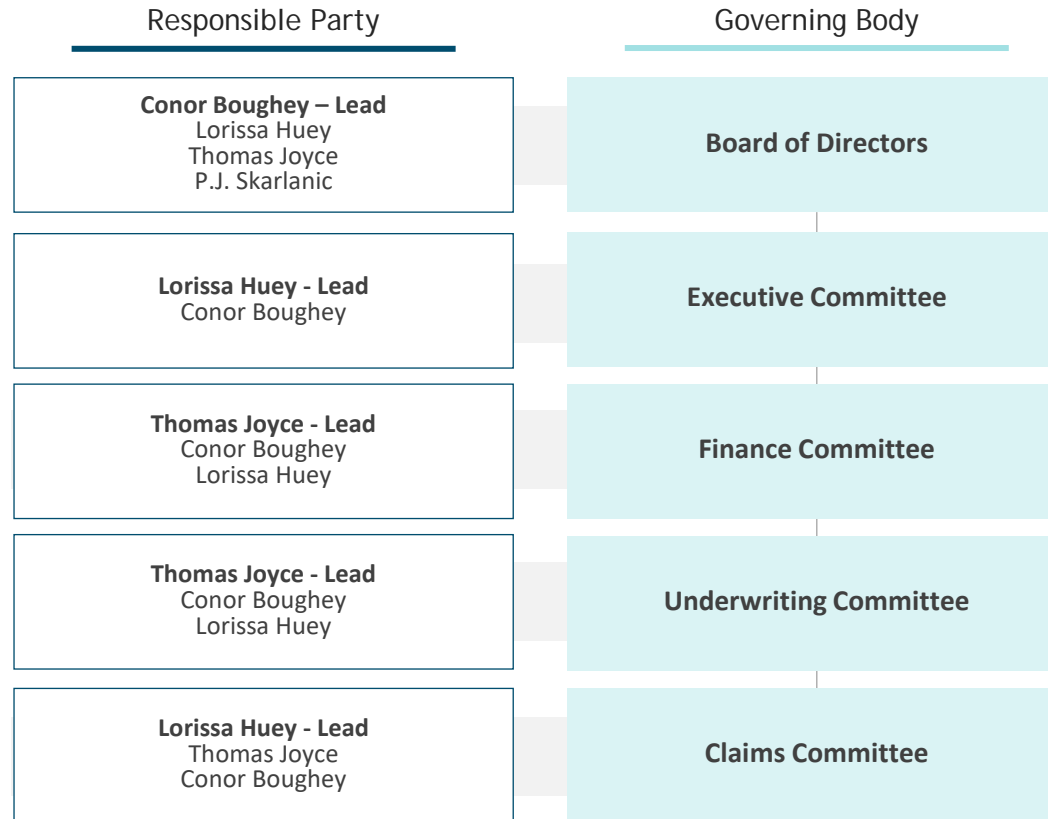 Responsible Party
Governing Body
Conor Boughey – Lead
Lorissa Huey
Thomas Joyce
P.J. Skarlanic
Board of Directors
Lorissa Huey - Lead
Conor Boughey
Executive Committee
Thomas Joyce - Lead
Conor Boughey
Lorissa Huey
Finance Committee
Thomas Joyce - Lead
Conor Boughey
Lorissa Huey
Underwriting Committee
Lorissa Huey - Lead
Thomas Joyce
Conor Boughey
Claims Committee